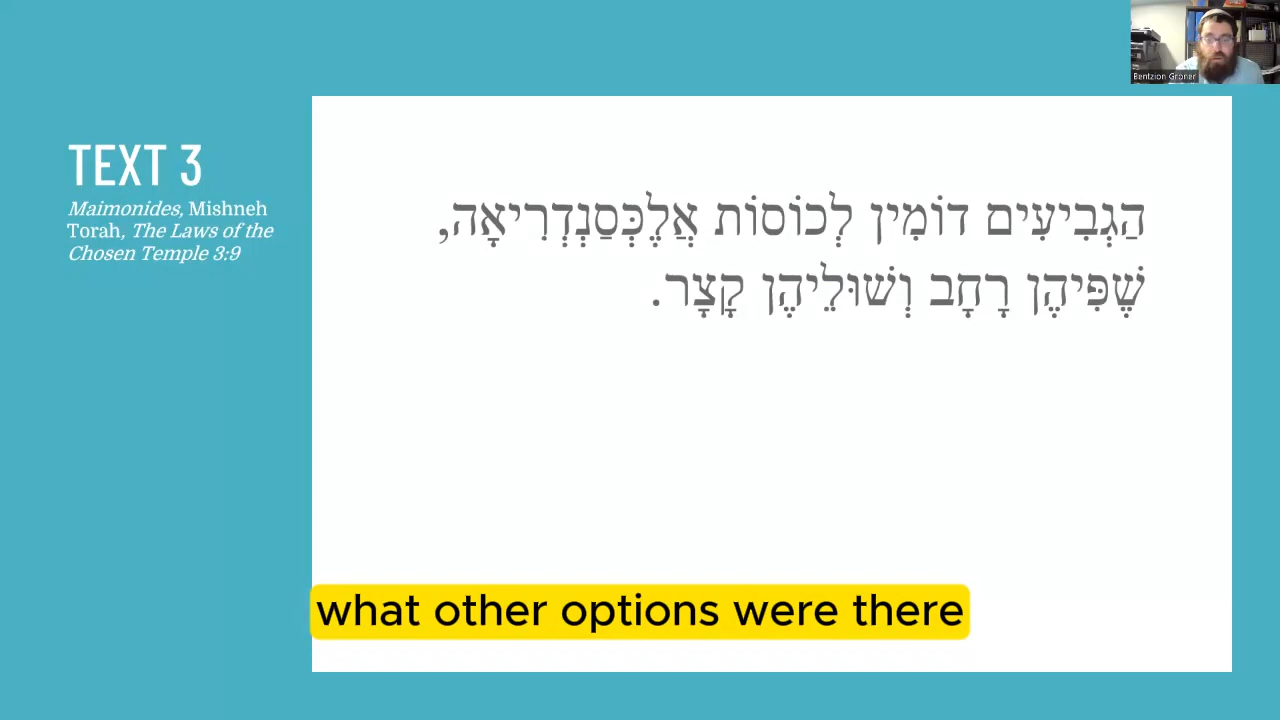 Bentzion Groner
TEXT 3
Maimonides, Mishneh
Torah, The Laws of the
Chosen Temple 3:9
הַגְבִיעִים דוֹמִין לְכוֹסוֹת אֲלֶכְּסַנְדְרִיאָה,
שֶׁפִּיהֶן רָחָב וְשׁוּלֵיהֶן קָצָר.
what other options were there